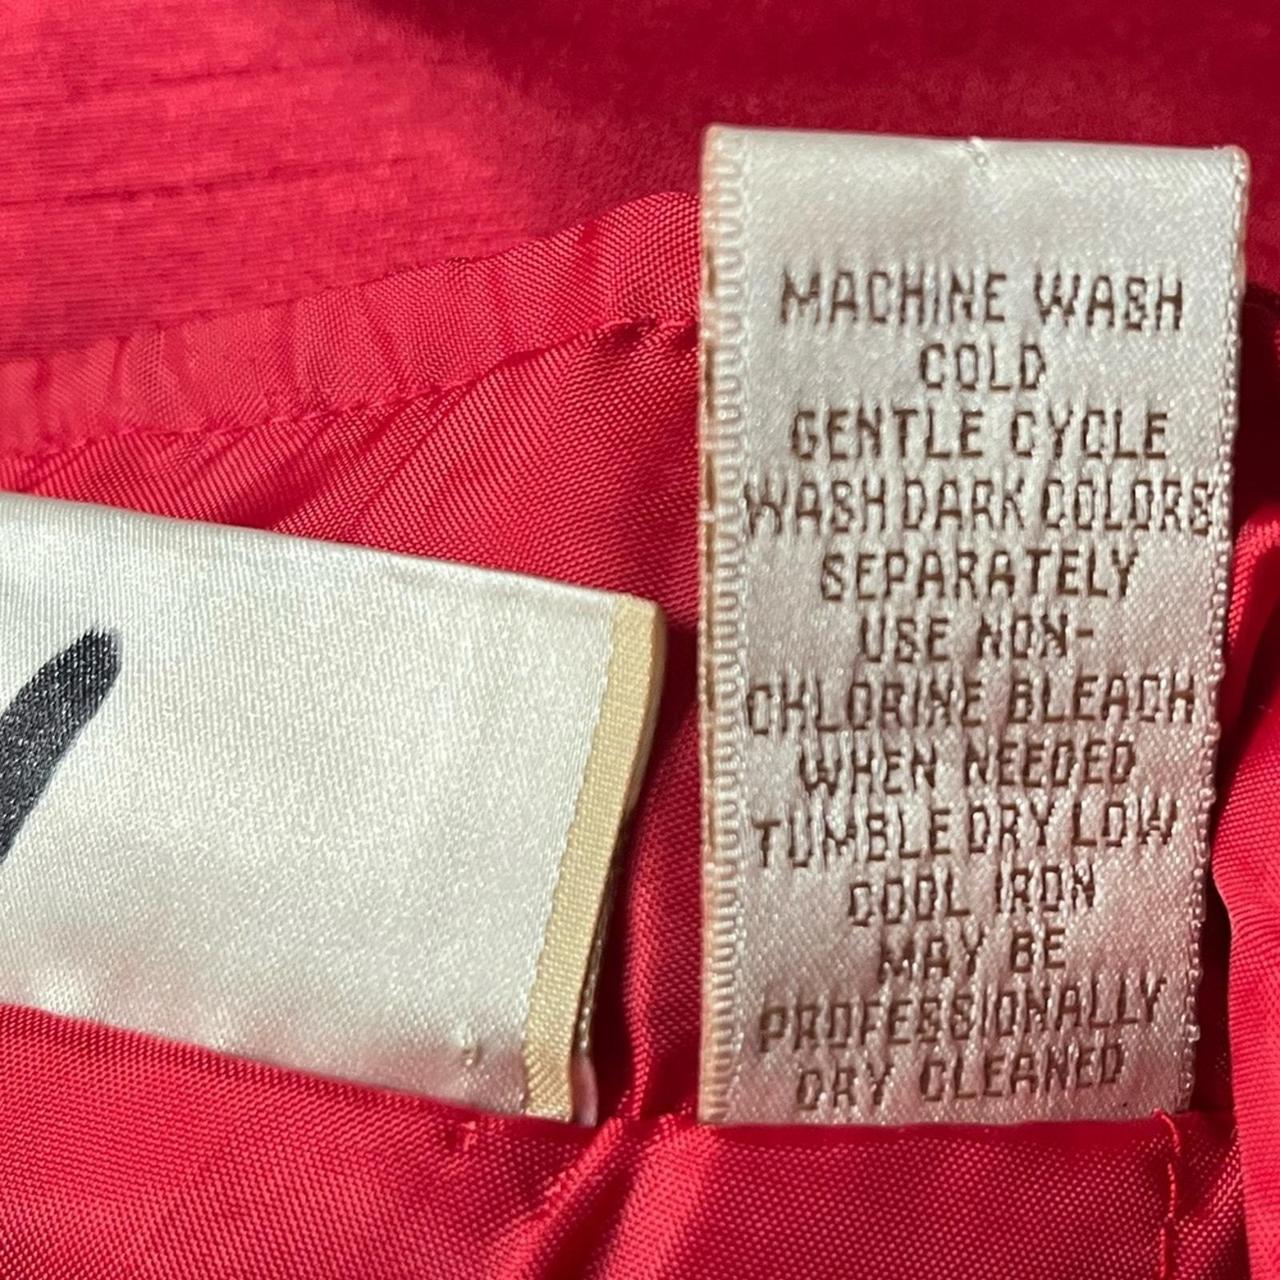 MACHINE WASH
COLD
GENTLE CYCLE
WASH DARK COLORS
SEPARATELY
USE NON-
CHLORINE BLEACH
WHEN NEEDED
TUMBLE DRY LOW
COOL IRON
MAY BE
PROFESSIONALLY
DRY CLEANED